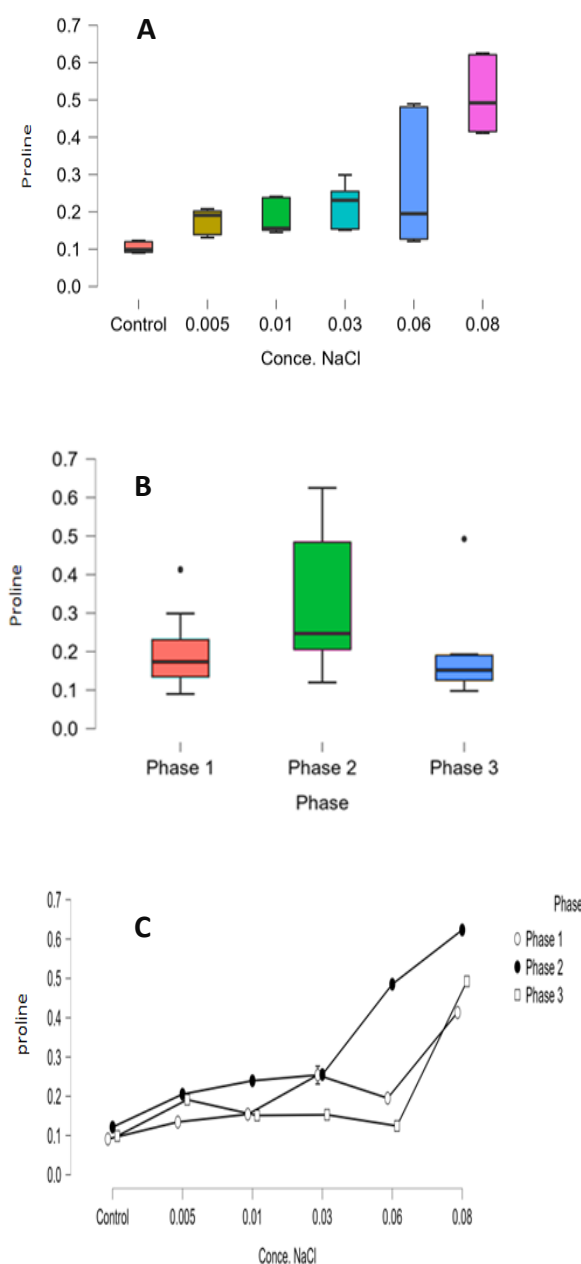 A
0.7
0.6
0.5
0.4
0.3
0.2
0.1
0.0
Proline
Control 0.005 0.01 0.03 0.06 0.08
Conce. NaCl
B
0.7
0.6
0.5
0.4
0.3
0.2
0.1
0.0
Proline
Phase 1 Phase 2 Phase 3
Phase
C
0.7
0.6
0.5
0.4
0.3
0.2
0.1
0.0
proline
Control 0.005 0.01 0.03 0.06 0.08
Conce. NaCl
Phase
Phase 1
Phase 2
Phase 3